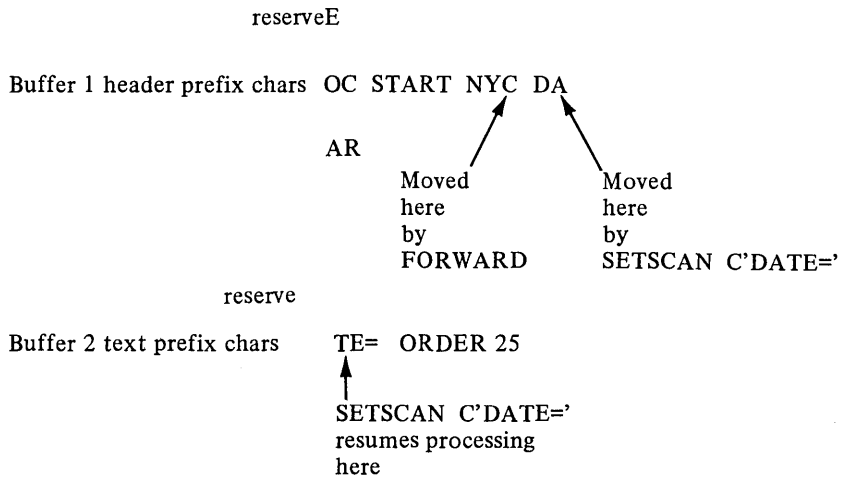 reserveE
Buffer 1 header prefix chars OC START NYC DA
AR
Moved
here
by
FORWARD
Moved
here
by
SETSCAN C'DATE='
reserve
Buffer 2 text prefix chars TE= ORDER 25
SETSCAN C'DATE='
resumes processing
here